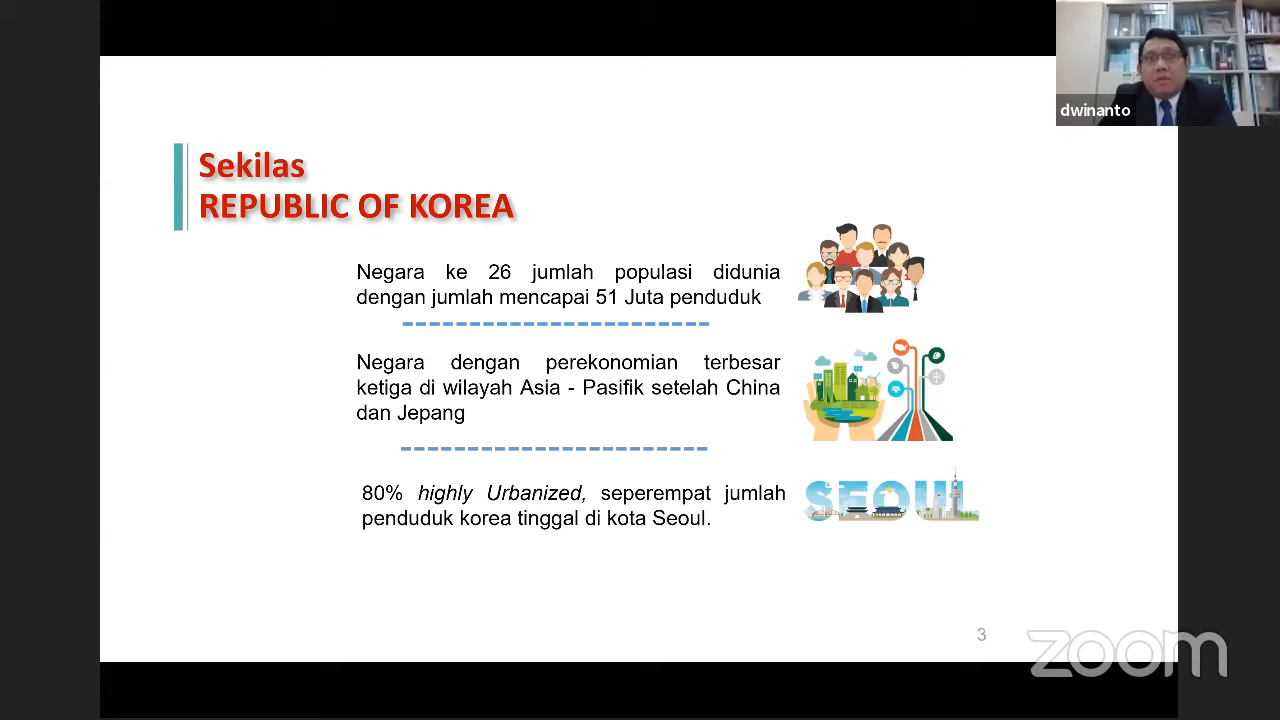 dwinanto
Sekilas
REPUBLIC OF KOREA
Negara ke 26 jumlah populasi didunia
dengan jumlah mencapai 51 Juta penduduk
Negara dengan perekonomian terbesar
ketiga di wilayah Asia - Pasifik setelah China
dan Jepang
80% highly Urbanized, seperempat jumlah
penduduk korea tinggal di kota Seoul.
SEOUL
3
zoom